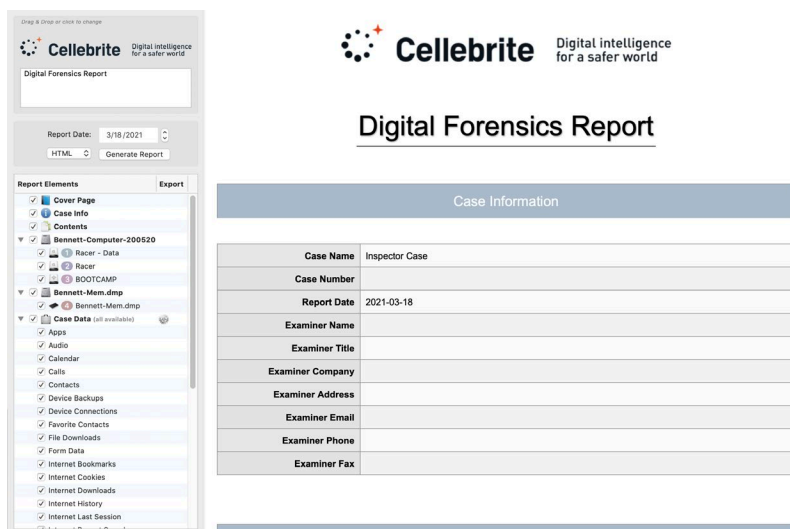 Drag & Drop or click to change
Cellebrite Digital intelligence
for a safer world
Digital Forensics Report
Report Date: 3/18/2021
HTML Generate Report
Report Elements Export
Cover Page
Case Info
Contents
Bennett-Computer-200520
1 Racer - Data
2 Racer
3 BOOTCAMP
Bennett-Mem.dmp
4 Bennett-Mem.dmp
Case Data (all available)
Apps
Audio
Calendar
Calls
Contacts
Device Backups
Device Connections
Favorite Contacts
File Downloads
Form Data
Internet Bookmarks
Internet Cookies
Internet Downloads
Internet History
Internet Last Session
Cellebrite Digital intelligence
for a safer world
Digital Forensics Report
Case Information
Case Name Inspector Case
Case Number
Report Date 2021-03-18
Examiner Name
Examiner Title
Examiner Company
Examiner Address
Examiner Email
Examiner Phone
Examiner Fax